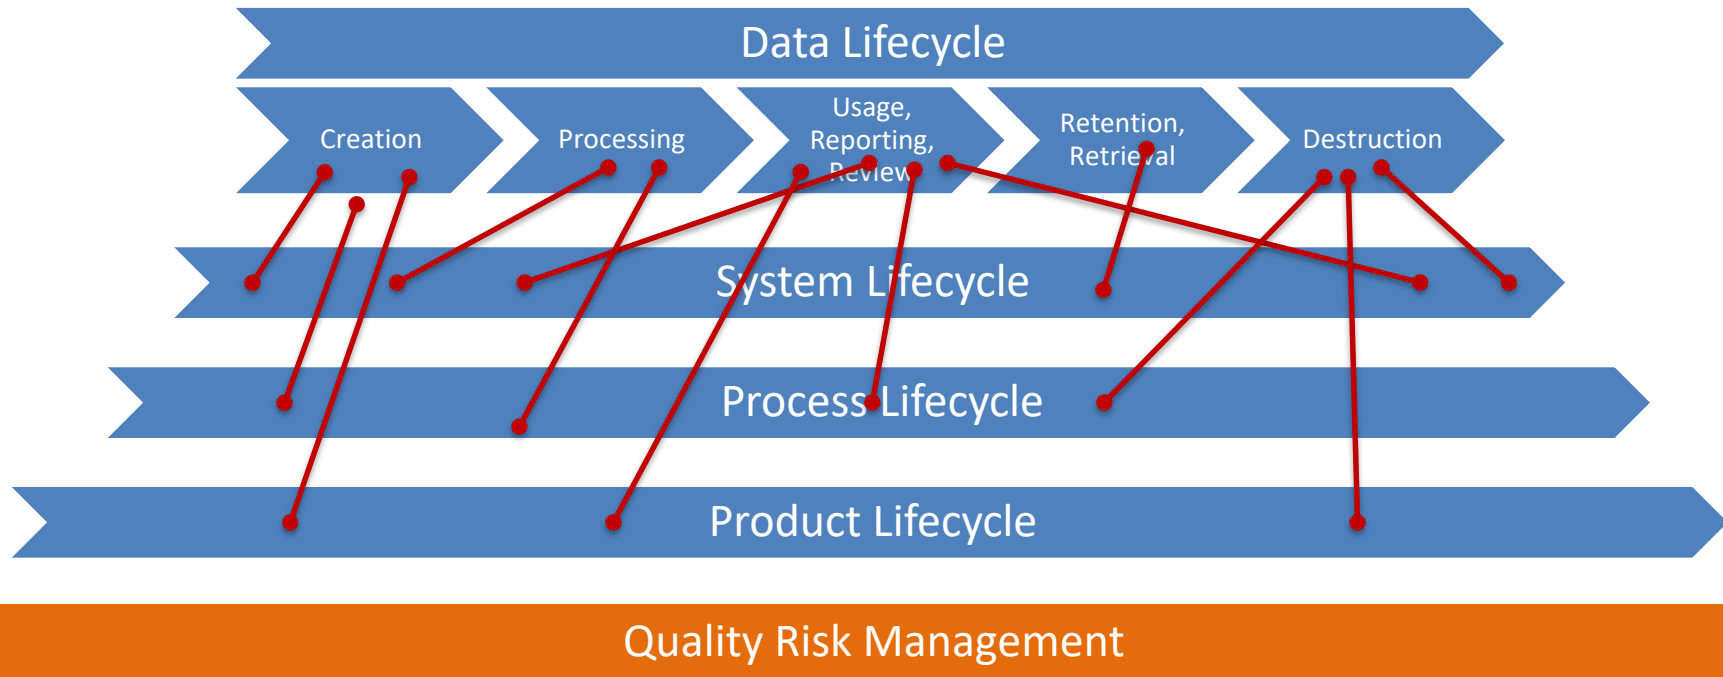 Data Lifecycle
Creation
Processing
Usage,
Reporting,
Review
Retention,
Retrieval
Destruction
System Lifecycle
Process Lifecycle
Product Lifecycle
Quality Risk Management